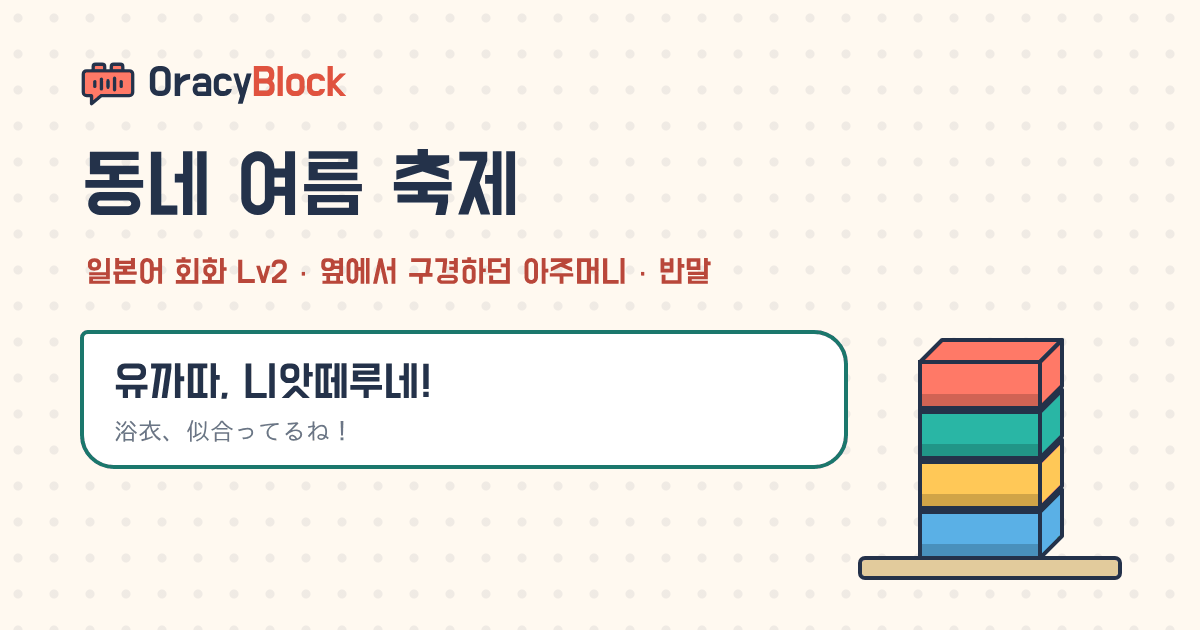 OracyBlock
동네 여름 축제
일본어 회화 Lv2 · 옆에서 구경하던 아주머니 · 반말
유까따, 니앗떼루네!
浴衣、似合ってるね！